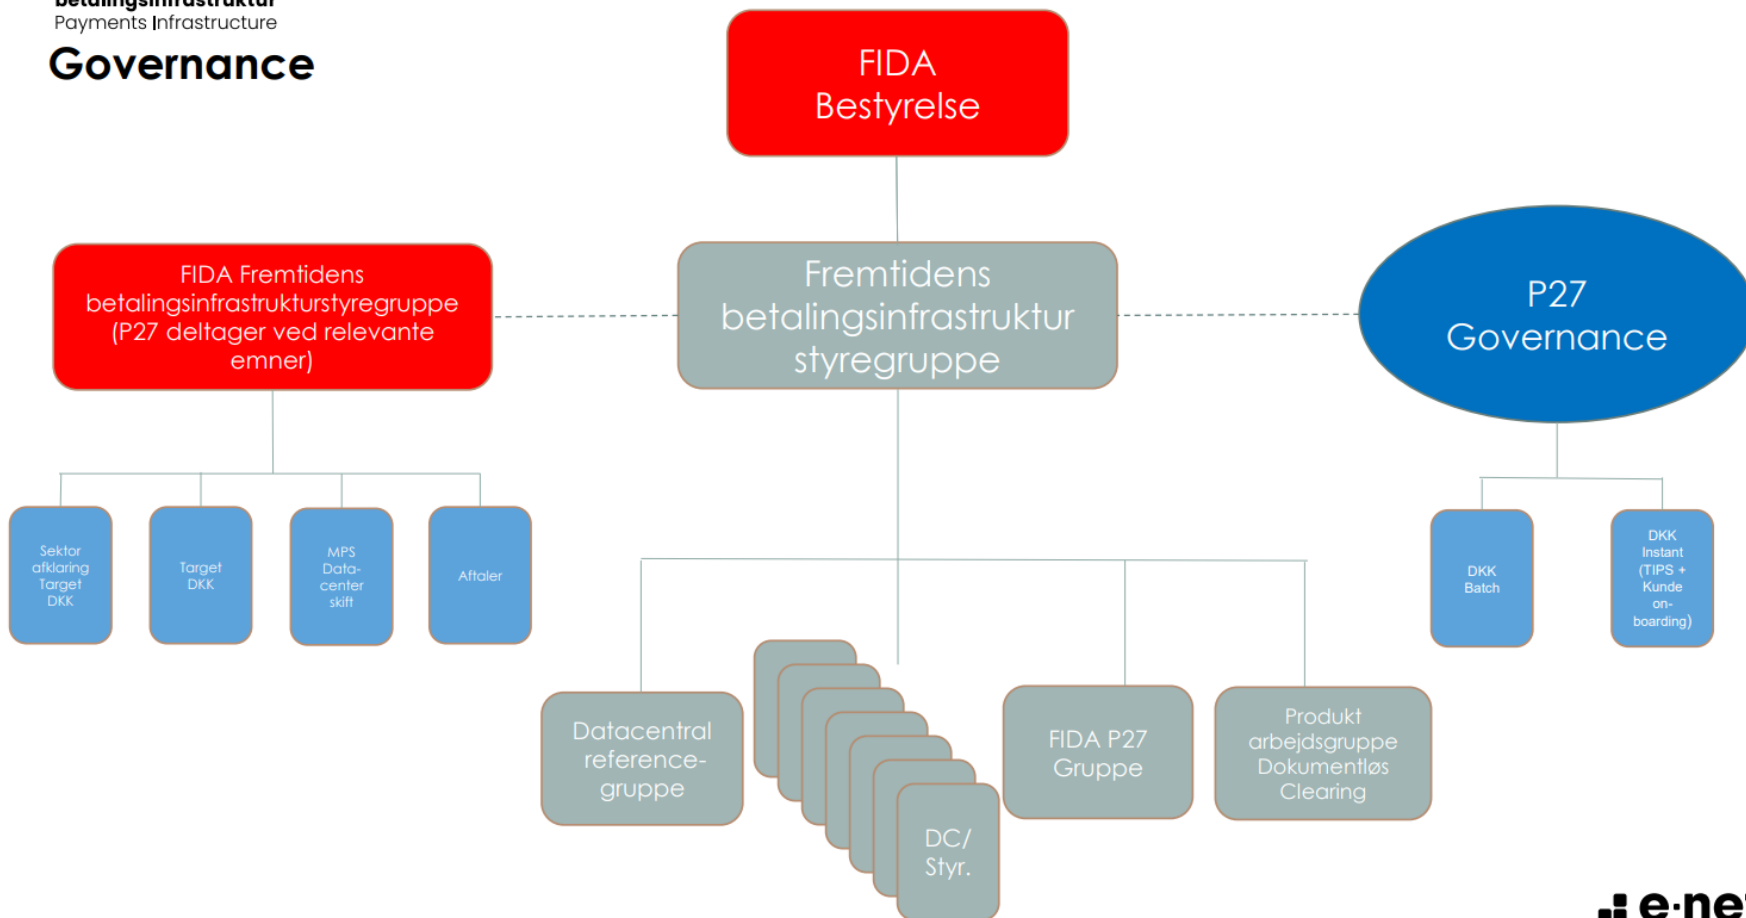 betalingsinfrastruktur
Payments Infrastructure
Governance
FIDA
Bestyrelse
FIDA Fremtidens
betalingsinfrastrukturstyregruppe
(P27 deltager ved relevante
emner)
Fremtidens
betalingsinfrastruktur
styregruppe
P27
Governance
Sektor
afklaring
Target
DKK
Target
DKK
MPS
Data-
center
skift
Aftaler
DKK
Batch
DKK
Instant
(TIPS +
Kunde
on-
boarding)
Datacentral
reference-
gruppe
DC/
Styr.
FIDA P27
Gruppe
Produkt
arbejdsgruppe
Dokumentløs
Clearing
e-net